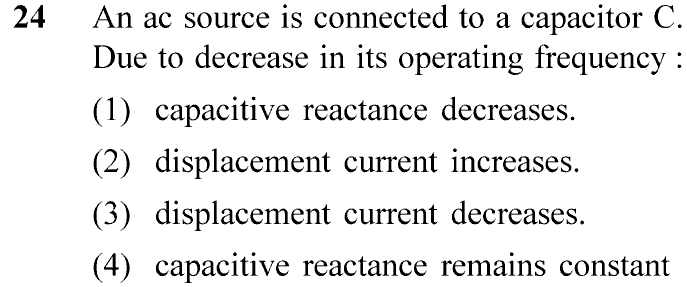 24 An ac source is connected to a capacitor C.
Due to decrease in its operating frequency :
(1) capacitive reactance decreases.
(2) displacement current increases.
(3) displacement current decreases.
(4) capacitive reactance remains constant